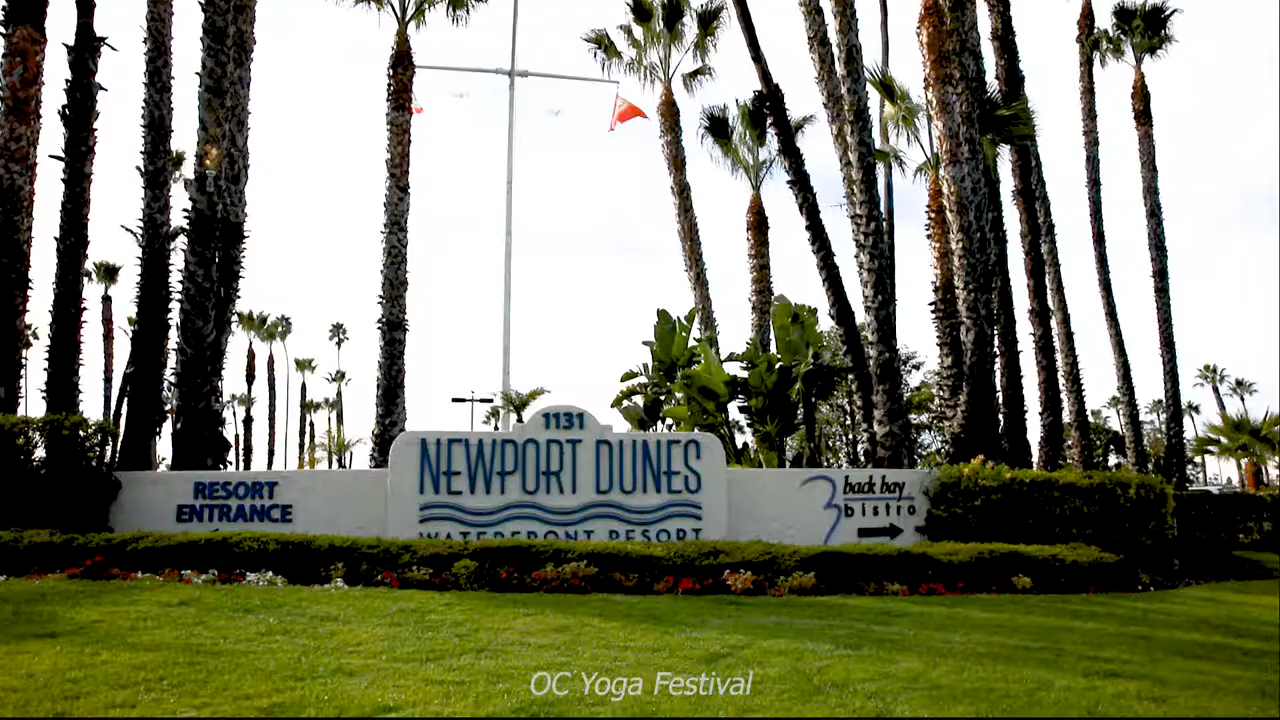 1131
NEWPORT DUNES
WATERFRONT RESORT
RESORT
ENTRANCE
back bay
bistro
OC Yoga Festival